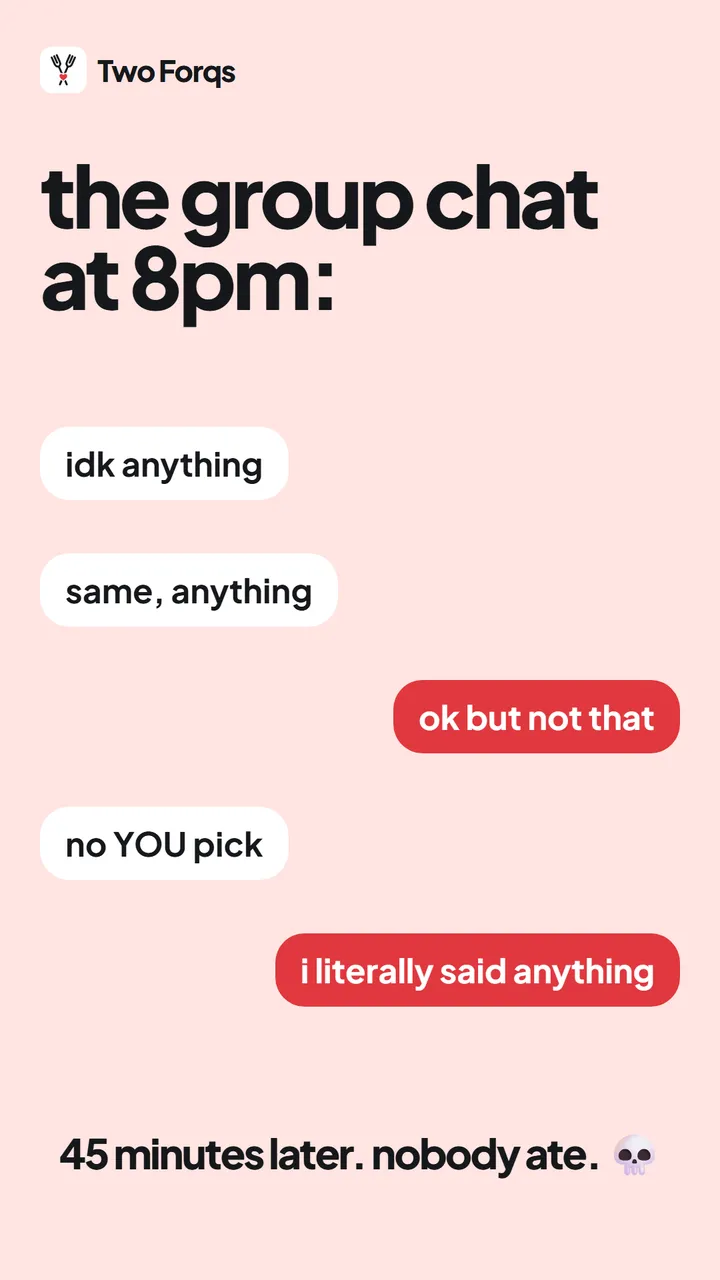 Two Forqs
the group chat
at 8pm:
idk anything
same, anything
ok but not that
no YOU pick
i literally said anything
45 minutes later. nobody ate. 💀